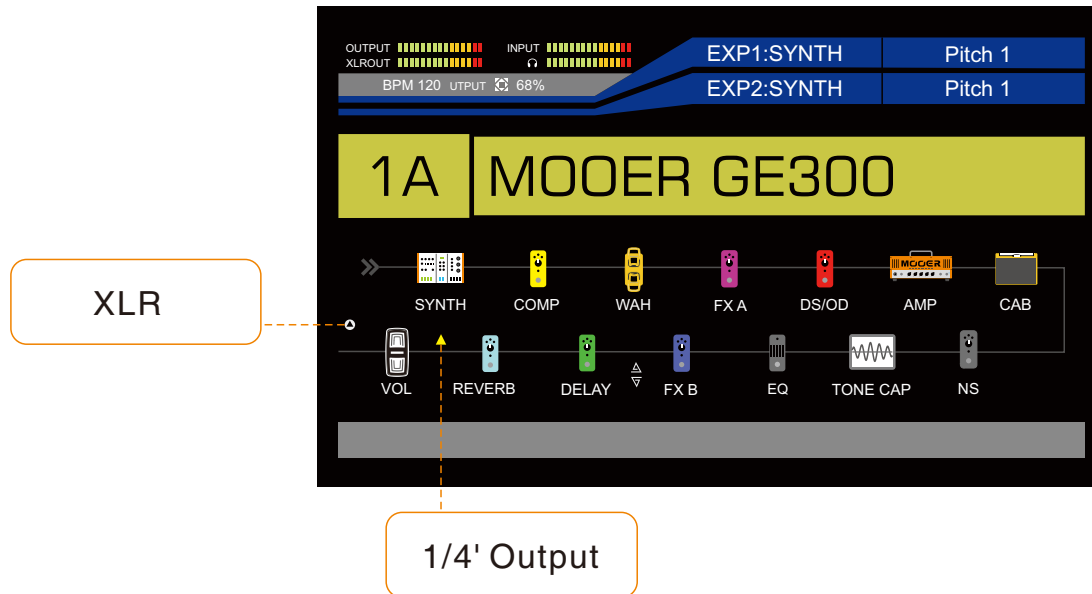 OUTPUT
INPUT
XLROUT
BPM 120 UTPUT 68%
EXP1:SYNTH Pitch 1
EXP2:SYNTH Pitch 1
1A MOOER GE300
MOOER
SYNTH COMP WAH FX A DS/OD AMP CAB
XLR
VOL REVERB DELAY FX B EQ TONE CAP NS
1/4' Output